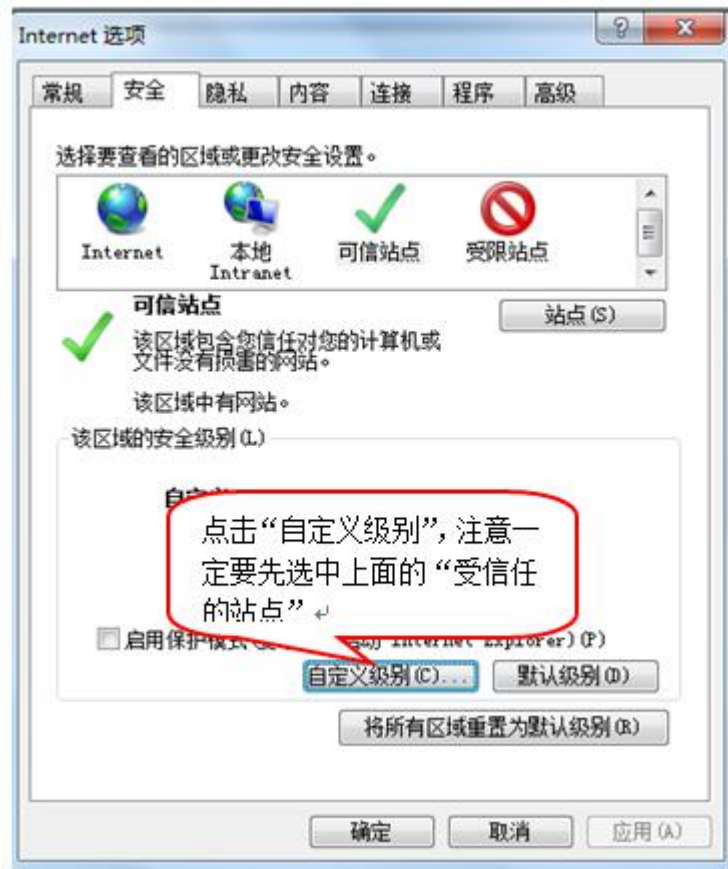 Internet 选项
常规 安全 隐私 内容 连接 程序 高级
选择要查看的区域或更改安全设置。
Internet
本地
Intranet
可信站点
受限站点
可信站点
站点(S)
该区域包含您信任对您的计算机或
文件没有损害的网站。
该区域中有网站。
该区域的安全级别(L)
点击“自定义级别”，注意一
定要先选中上面的“受信任
的站点”
启用保护模式 Internet Explorer)(P)
自定义级别(C)... 默认级别(D)
将所有区域重置为默认级别(R)
确定 取消 应用(A)